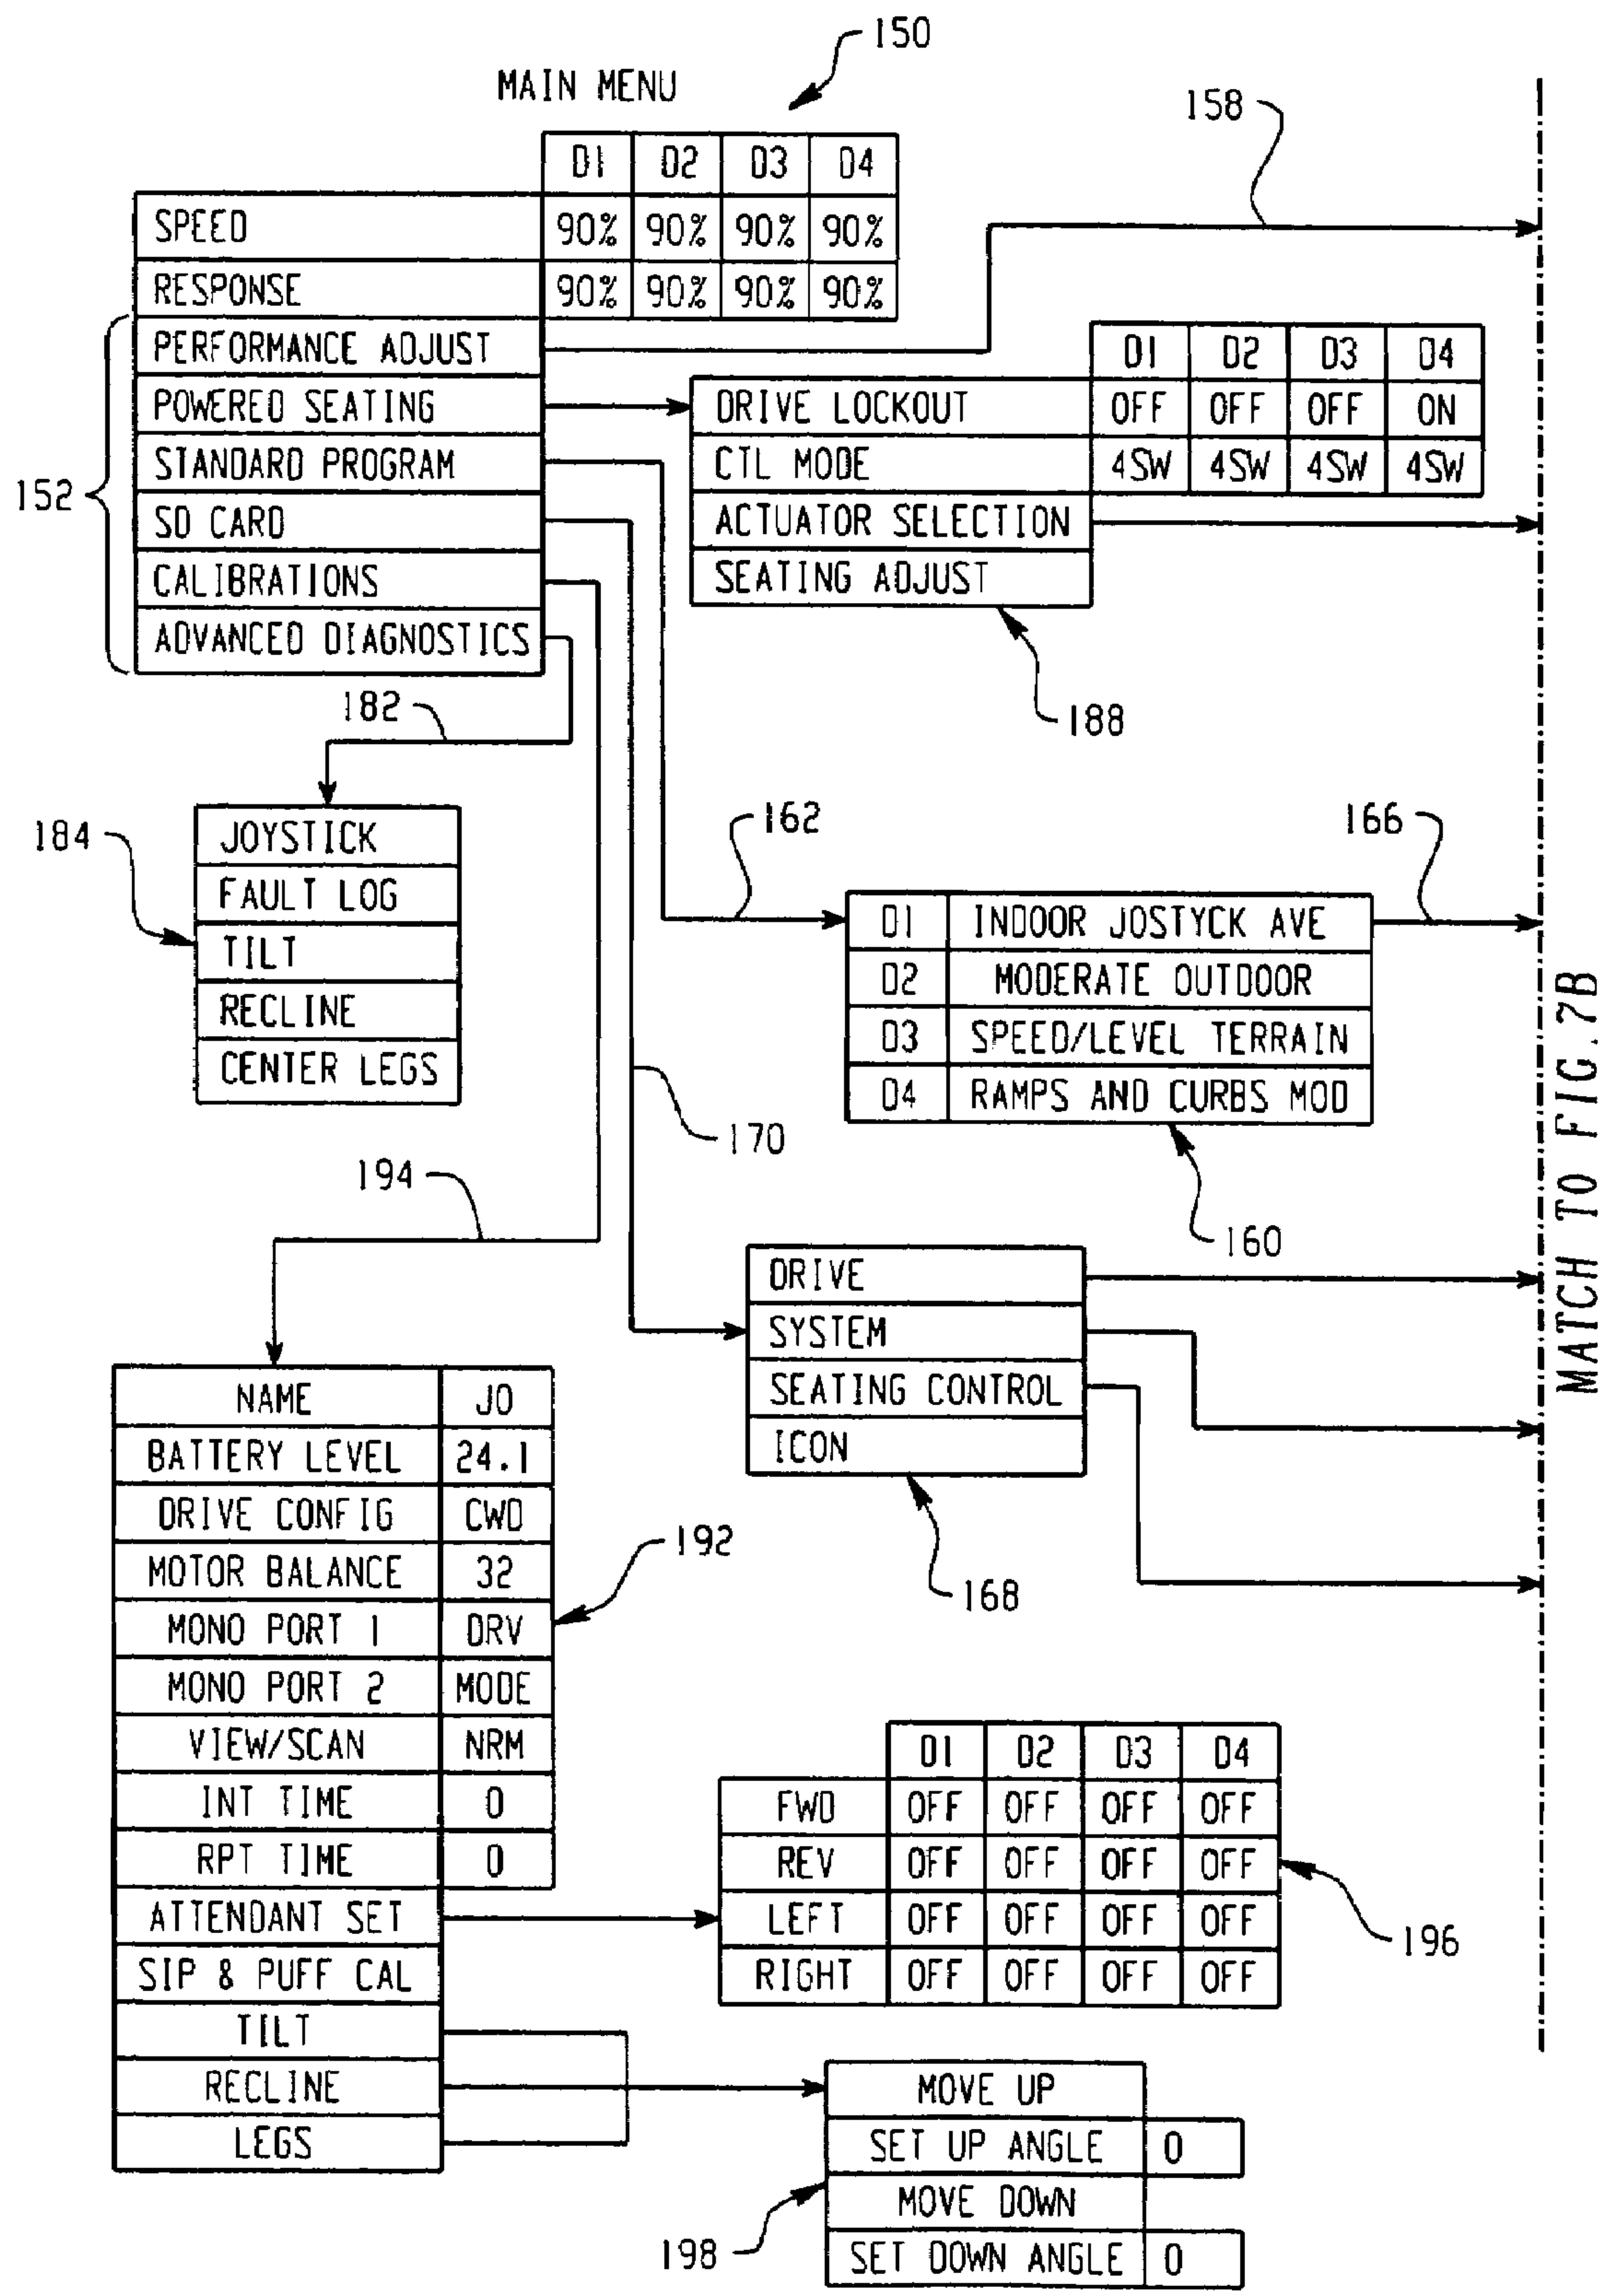 150
MAIN MENU
158
D1 D2 D3 D4
SPEED 90% 90% 90% 90%
RESPONSE 90% 90% 90% 90%
152
PERFORMANCE ADJUST
POWERED SEATING
STANDARD PROGRAM
SD CARD
CALIBRATIONS
ADVANCED DIAGNOSTICS
D1 D2 D3 D4
DRIVE LOCKOUT OFF OFF OFF ON
CTL MODE 4SW 4SW 4SW 4SW
ACTUATOR SELECTION
SEATING ADJUST
188
182
184
JOYSTICK
FAULT LOG
TILT
RECLINE
CENTER LEGS
162
166
D1 INDOOR JOSTYCK AVE
D2 MODERATE OUTDOOR
D3 SPEED/LEVEL TERRAIN
D4 RAMPS AND CURBS MOD
160
170
194
DRIVE
SYSTEM
SEATING CONTROL
ICON
168
MATCH TO FIG.7B
NAME JO
BATTERY LEVEL 24.1
DRIVE CONFIG CWD
MOTOR BALANCE 32
MONO PORT 1 DRV
MONO PORT 2 MODE
VIEW/SCAN NRM
INT TIME 0
RPT TIME 0
ATTENDANT SET
SIP & PUFF CAL
TILT
RECLINE
LEGS
192
D1 D2 D3 D4
FWD OFF OFF OFF OFF
REV OFF OFF OFF OFF
LEFT OFF OFF OFF OFF
RIGHT OFF OFF OFF OFF
196
MOVE UP
SET UP ANGLE 0
MOVE DOWN
SET DOWN ANGLE 0
198